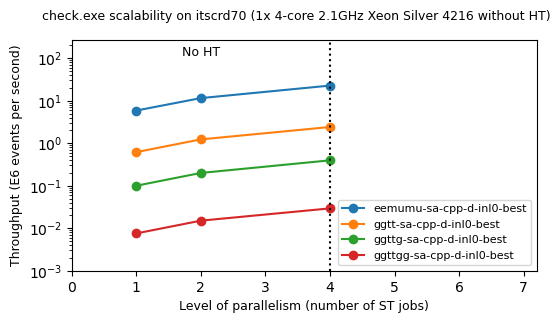 check.exe scalability on itscrd70 (1x 4-core 2.1GHz Xeon Silver 4216 without HT)
No HT
Throughput (E6 events per second)
10²
10¹
10⁰
10⁻¹
10⁻²
10⁻³
eemumu-sa-cpp-d-inl0-best
ggtt-sa-cpp-d-inl0-best
ggttg-sa-cpp-d-inl0-best
ggttgg-sa-cpp-d-inl0-best
0 1 2 3 4 5 6 7
Level of parallelism (number of ST jobs)